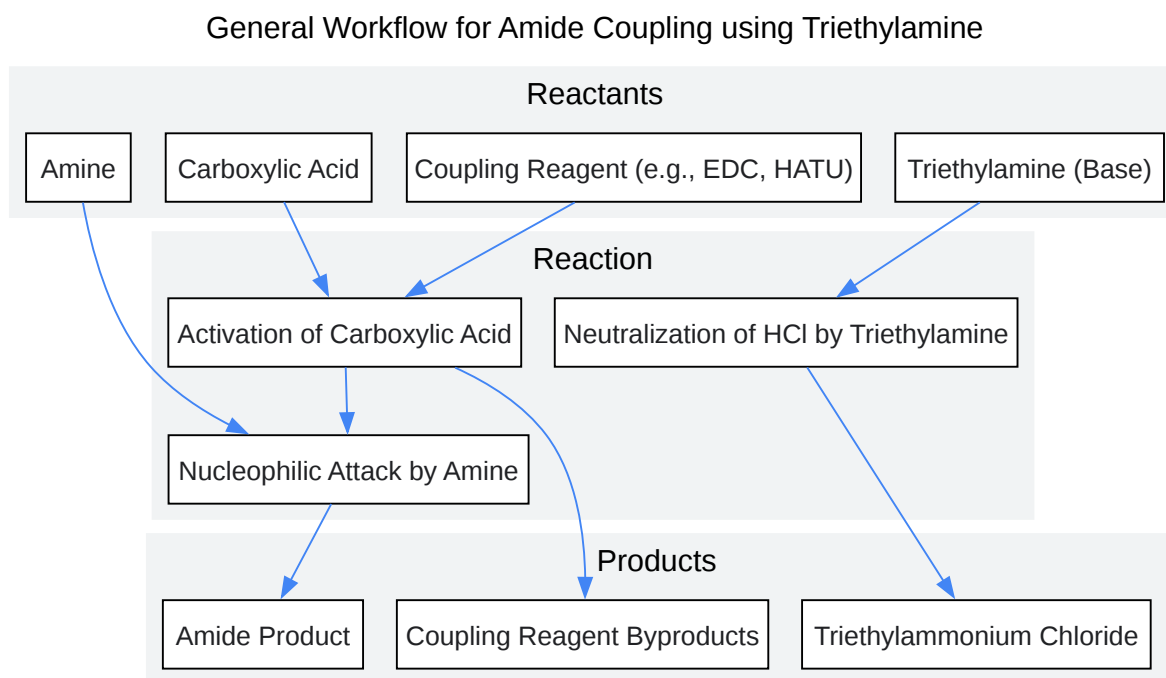 General Workflow for Amide Coupling using Triethylamine
Reactants
Amine
Carboxylic Acid
Coupling Reagent (e.g., EDC, HATU)
Triethylamine (Base)
Reaction
Activation of Carboxylic Acid
Neutralization of HCl by Triethylamine
Nucleophilic Attack by Amine
Products
Amide Product
Coupling Reagent Byproducts
Triethylammonium Chloride